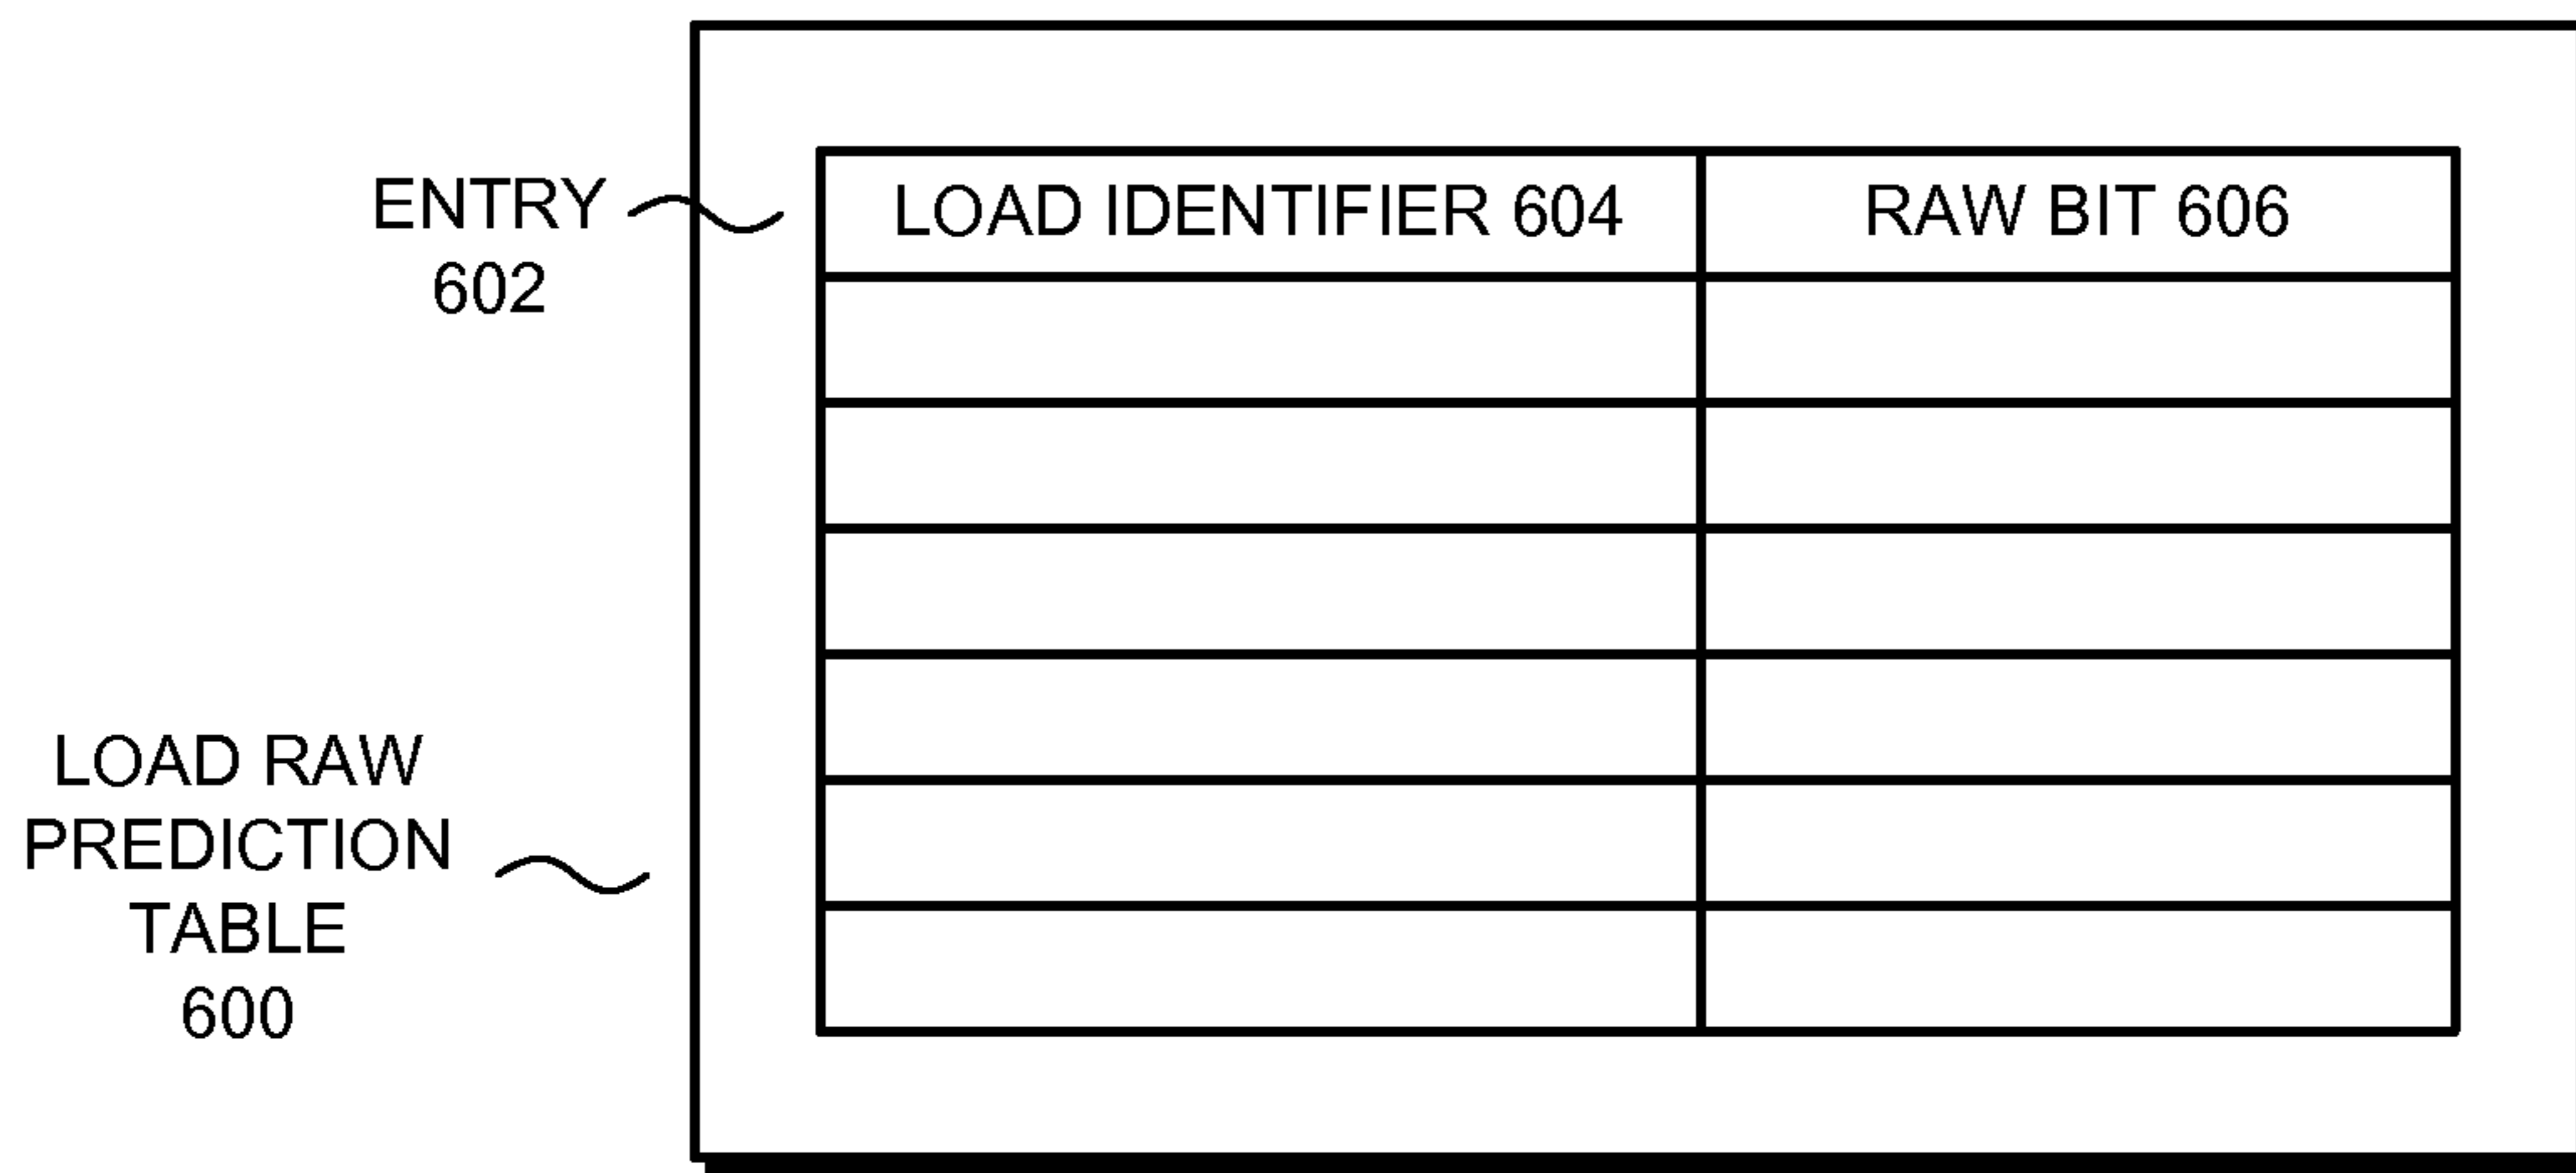 ENTRY
602
LOAD IDENTIFIER 604
RAW BIT 606
LOAD RAW
PREDICTION
TABLE
600